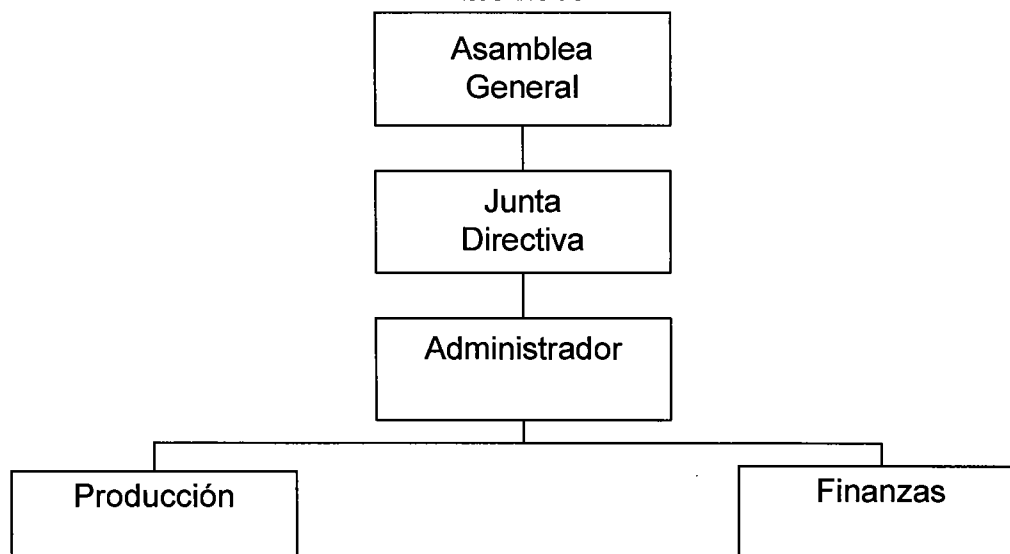 Asamblea
General
Junta
Directiva
Administrador
Producción
Finanzas